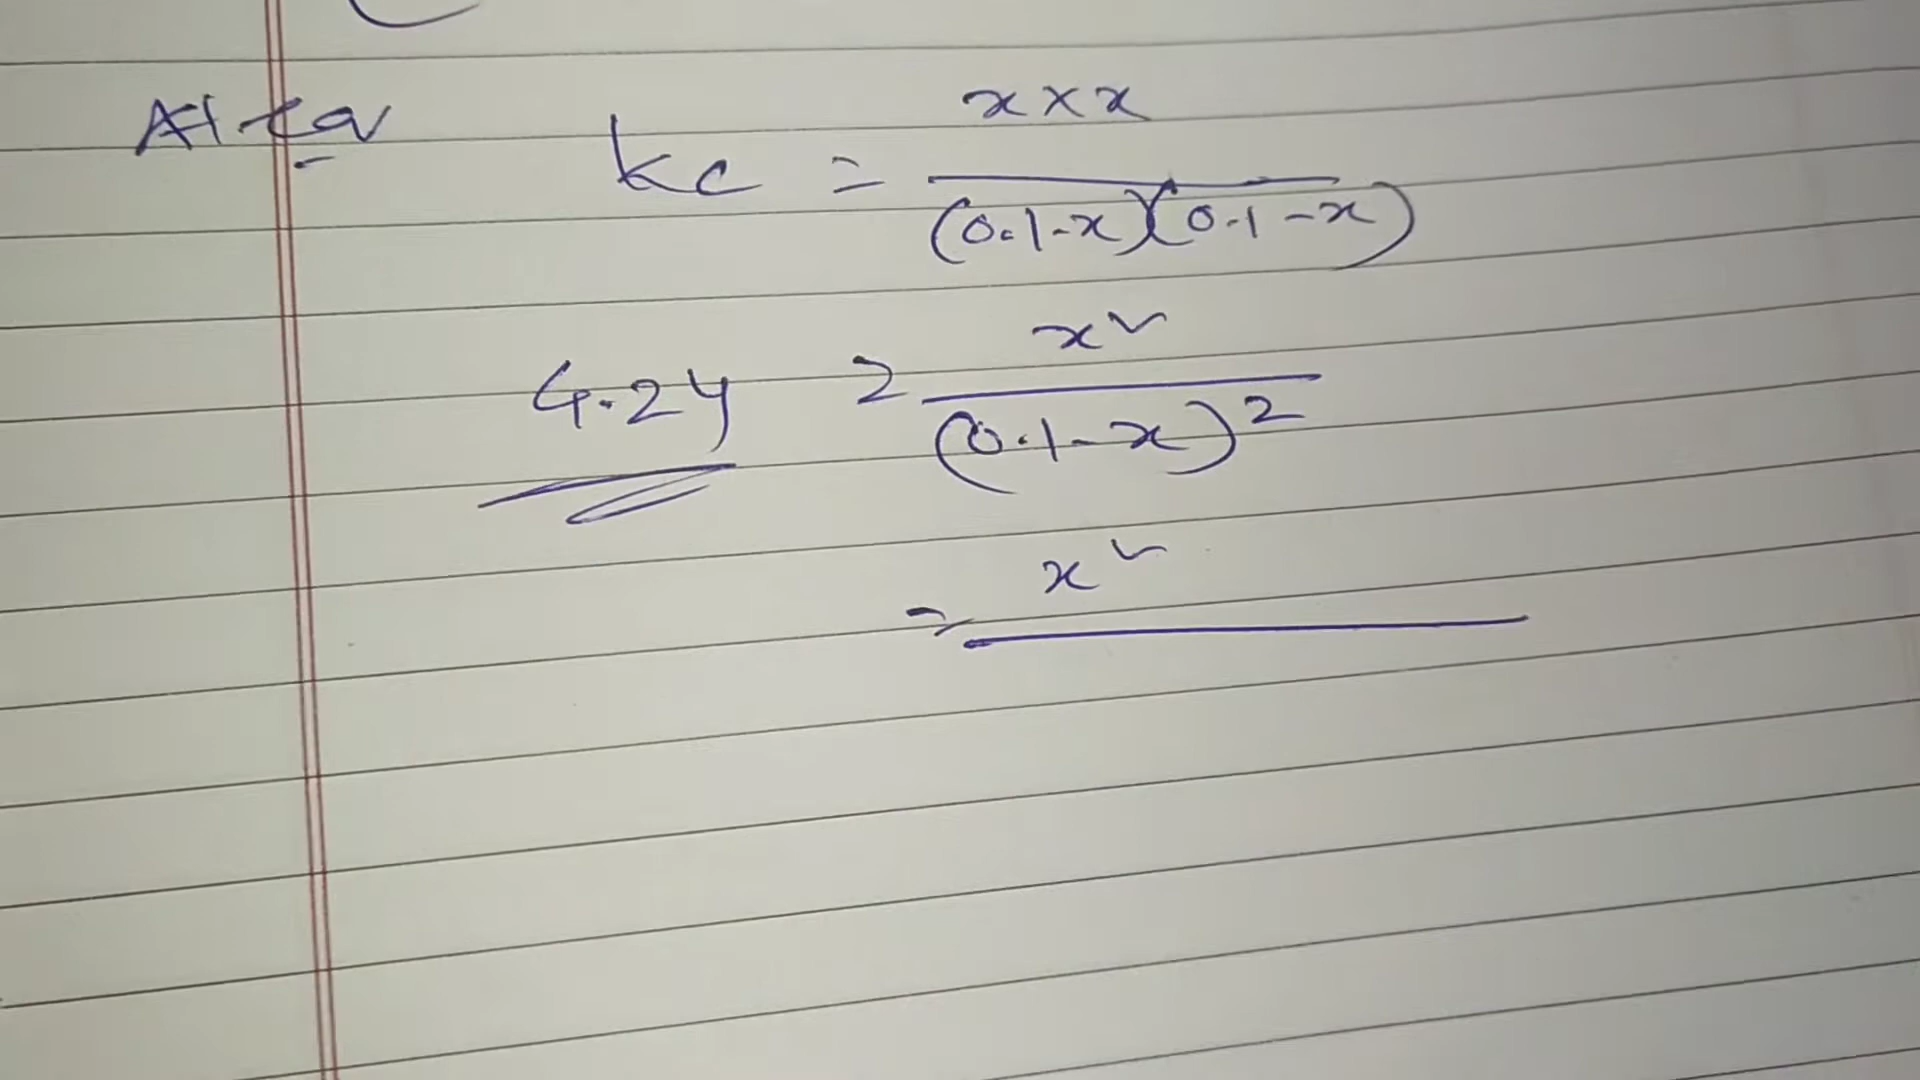 At eq
Kc = x × x / (0.1-x)(0.1-x)
4.24 = x² / (0.1-x)²
= x²